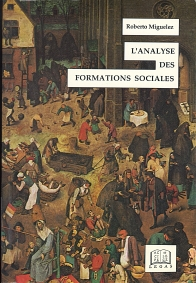 Roberto Miguelez
L'ANALYSE
DES
FORMATIONS SOCIALES
LEGAS